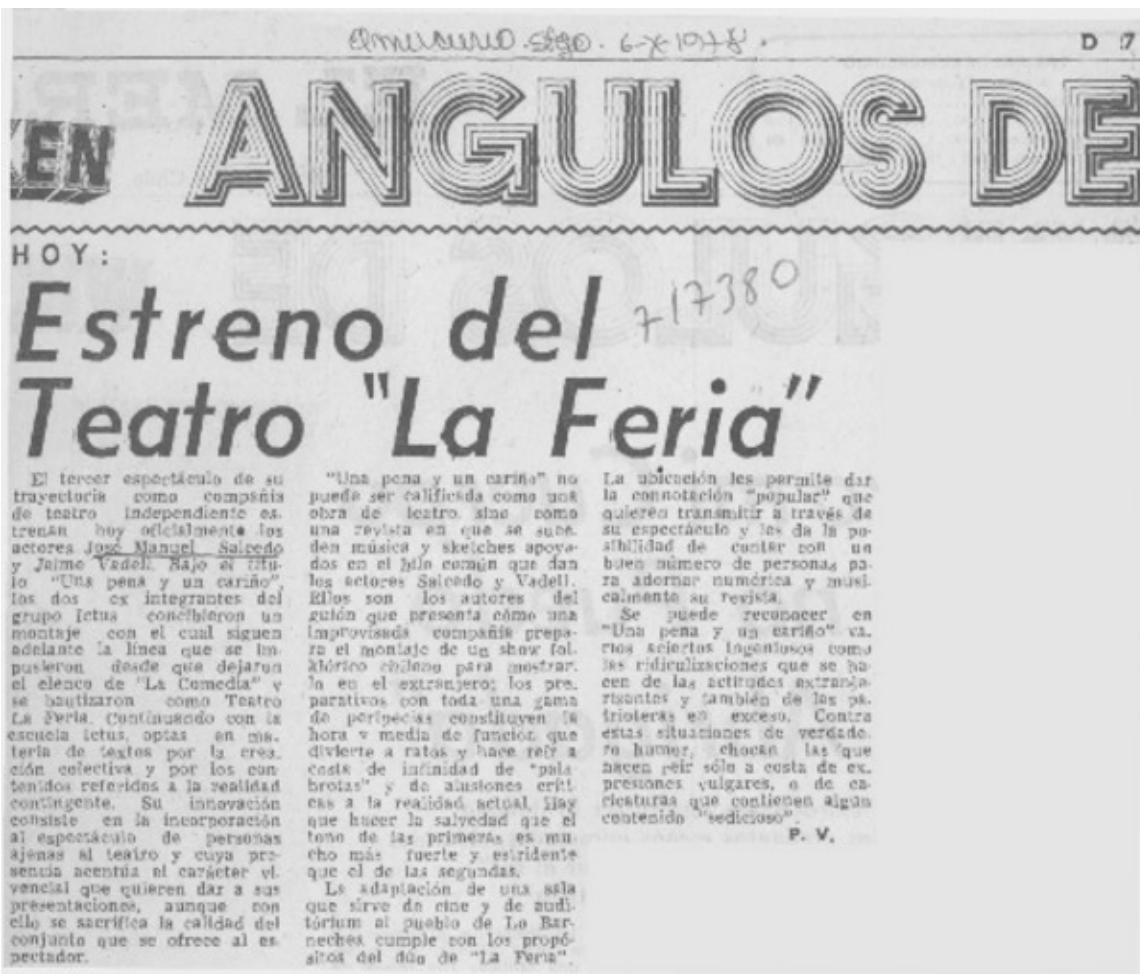 El Mercurio. Stgo. 6-X-1978.
D 7
EN
ANGULOS DE
HOY:
Estreno del
Teatro "La Feria"
717380
El tercer espectáculo de su
trayectoria como compañía
de teatro independiente es-
trenan hoy oficialmente los
actores José Manuel Salcedo
y Jaime Vadell. Bajo el títu-
lo "Una pena y un cariño",
los dos ex integrantes del
grupo Ictus concibieron un
montaje con el cual siguen
adelante la línea que se im-
pusieron desde que dejaron
el elenco de "La Comedia" y
se bautizaron como Teatro
La Feria. Continuando con la
escuela Ictus, optas en ma-
teria de textos por la crea-
ción colectiva y por los con-
tenidos referidos a la realidad
contingente. Su innovación
consiste en la incorporación
al espectáculo de personas
ajenas al teatro y cuya pre-
sencia acentúa el carácter vi-
vencial que quieren dar a sus
presentaciones, aunque con
ello se sacrifica la calidad del
conjunto que se ofrece al es-
pectador.
"Una pena y un cariño" no
puede ser calificada como una
obra de teatro sino como
una revista en que se suce-
den música y sketches apoya-
dos en el hilo común que dan
los actores Salcedo y Vadell.
Ellos son los autores del
guión que presenta cómo una
improvisada compañía prepa-
ra el montaje de un show fol-
klórico chileno para mostrar-
lo en el extranjero; los pre-
parativos con toda una gama
de peripecias constituyen la
hora y media de función que
divierte a ratos y hace reír a
costa de infinidad de "pala-
brotas" y de alusiones críti-
cas a la realidad actual. Hay
que hacer la salvedad que el
tono de las primeras es mu-
cho más fuerte y estridente
que el de las segundas.
La adaptación de una sala
que sirve de cine y de audi-
tórium al pueblo de Lo Bar-
nechea cumple con los propó-
sitos del dúo de "La Feria".
La ubicación les permite dar
la connotación "popular" que
quieren transmitir a través de
su espectáculo y les da la po-
sibilidad de contar con un
buen número de personas pa-
ra adornar numérica y musi-
calmente su revista.
Se puede reconocer en
"Una pena y un cariño" va-
rios aciertos ingeniosos como
las ridiculizaciones que se ha-
cen de las actitudes extranje-
rizantes y también de las pa-
trioteras en exceso. Contra
estas situaciones de verdade-
ro humor, chocan las que
hacen reír sólo a costa de ex-
presiones vulgares, o de ca-
ricaturas que contienen algún
contenido "sedicioso".
P. V.